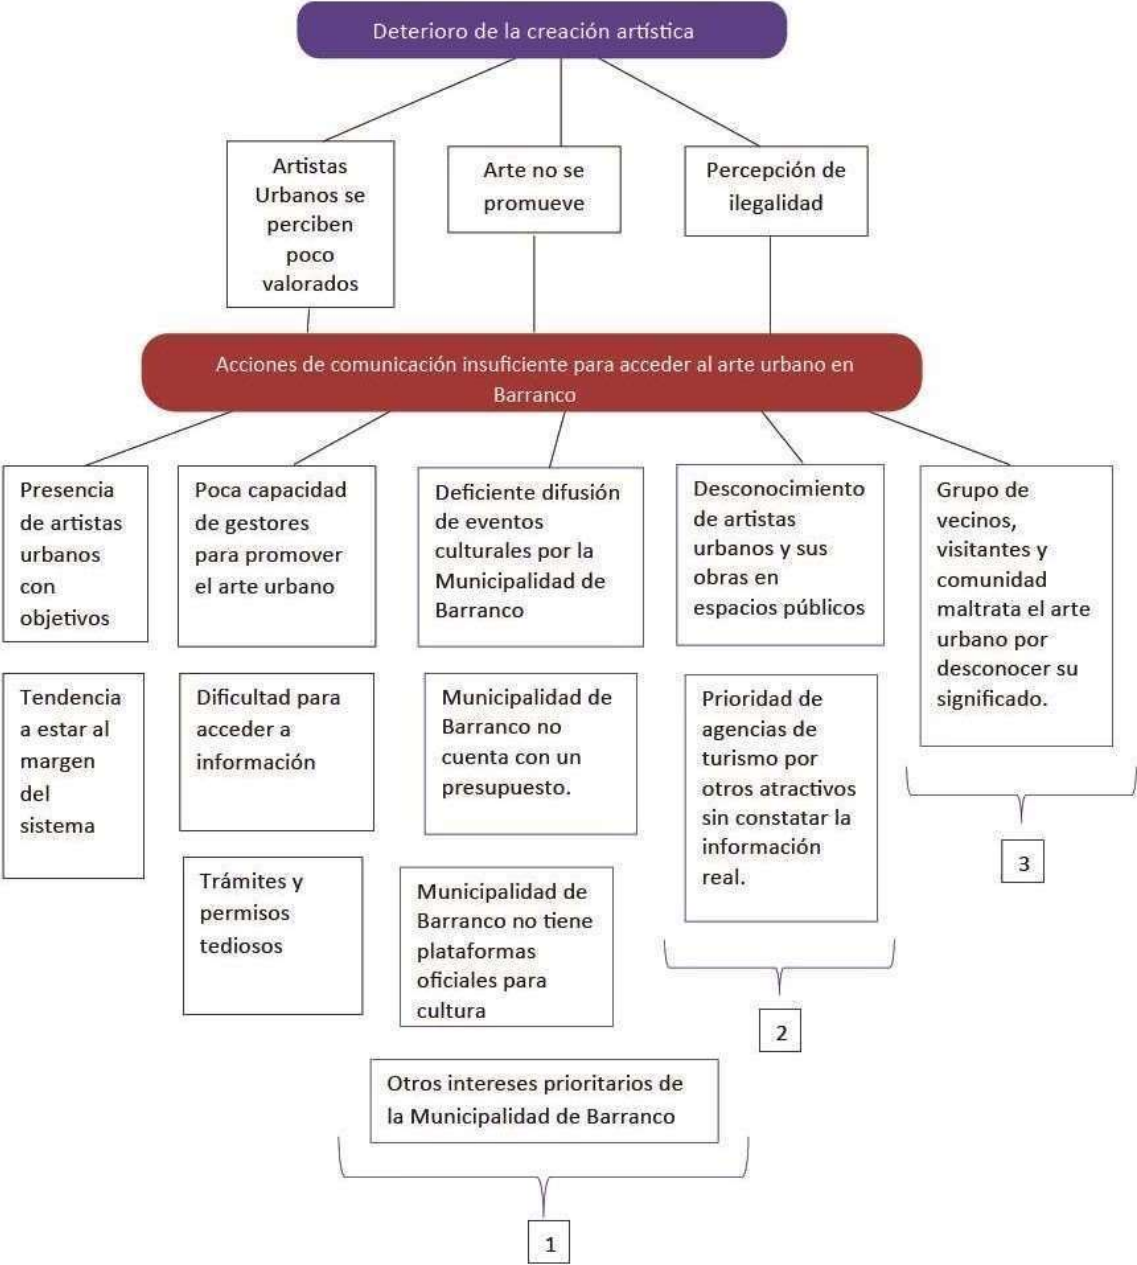 Deterioro de la creación artística
Artistas
Urbanos se
perciben
poco
valorados
Arte no se
promueve
Percepción de
ilegalidad
Acciones de comunicación insuficiente para acceder al arte urbano en
Barranco
Presencia
de artistas
urbanos
con
objetivos
Poca capacidad
de gestores
para promover
el arte urbano
Deficiente difusión
de eventos
culturales por la
Municipalidad de
Barranco
Desconocimiento
de artistas
urbanos y sus
obras en
espacios públicos
Grupo de
vecinos,
visitantes y
comunidad
maltrata el arte
urbano por
desconocer su
significado.
Tendencia
a estar al
margen
del
sistema
Dificultad para
acceder a
información
Municipalidad de
Barranco no
cuenta con un
presupuesto.
Prioridad de
agencias de
turismo por
otros atractivos
sin constatar la
información
real.
3
Trámites y
permisos
tediosos
Municipalidad de
Barranco no tiene
plataformas
oficiales para
cultura
2
Otros intereses prioritarios de
la Municipalidad de Barranco
1